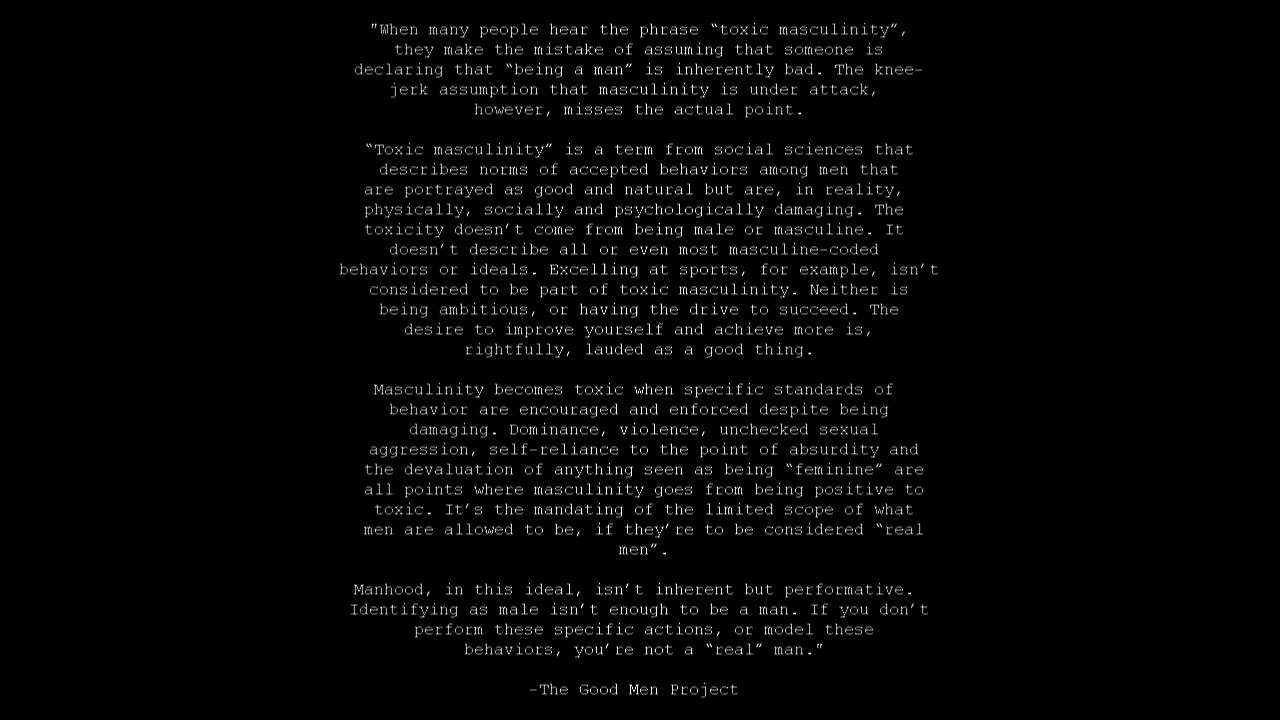 "When many people hear the phrase “toxic masculinity”,
they make the mistake of assuming that someone is
declaring that “being a man” is inherently bad. The knee-
jerk assumption that masculinity is under attack,
however, misses the actual point.
“Toxic masculinity” is a term from social sciences that
describes norms of accepted behaviors among men that
are portrayed as good and natural but are, in reality,
physically, socially and psychologically damaging. The
toxicity doesn’t come from being male or masculine. It
doesn’t describe all or even most masculine-coded
behaviors or ideals. Excelling at sports, for example, isn’t
considered to be part of toxic masculinity. Neither is
being ambitious, or having the drive to succeed. The
desire to improve yourself and achieve more is,
rightfully, lauded as a good thing.
Masculinity becomes toxic when specific standards of
behavior are encouraged and enforced despite being
damaging. Dominance, violence, unchecked sexual
aggression, self-reliance to the point of absurdity and
the devaluation of anything seen as being “feminine” are
all points where masculinity goes from being positive to
toxic. It’s the mandating of the limited scope of what
men are allowed to be, if they’re to be considered “real
men”.
Manhood, in this ideal, isn’t inherent but performative.
Identifying as male isn’t enough to be a man. If you don’t
perform these specific actions, or model these
behaviors, you’re not a “real” man."
-The Good Men Project